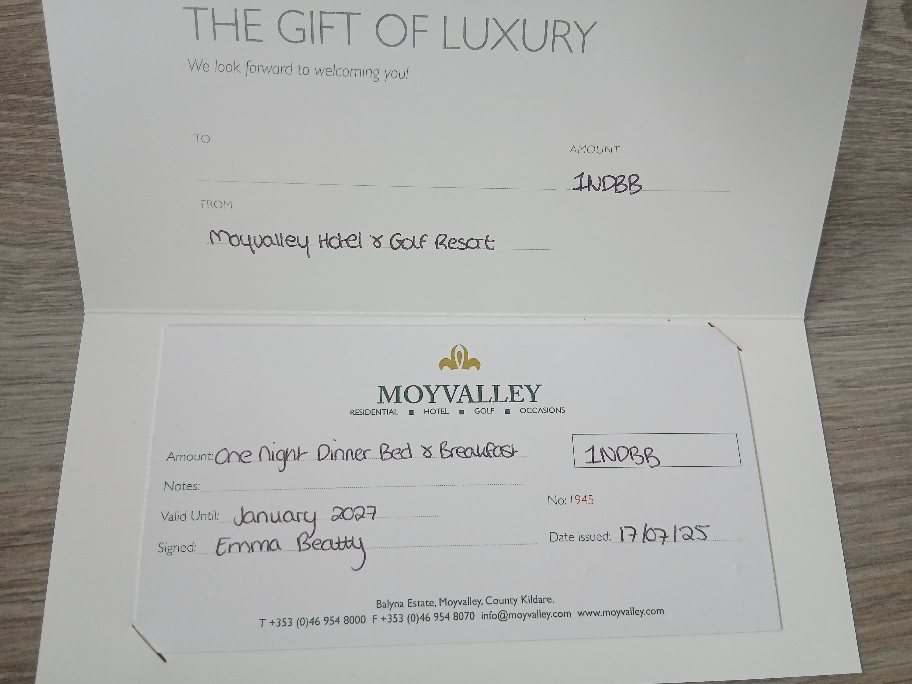 THE GIFT OF LUXURY
We look forward to welcoming you!
TO
AMOUNT
1NDBB
FROM
Moyvalley Hotel & Golf Resort
MOYVALLEY
RESIDENTIAL ■ HOTEL ■ GOLF ■ OCCASIONS
Amount: One Night Dinner Bed & Breakfast 1NDBB
Notes:
No: 1945
Valid Until: January 2027
Signed: Emma Beatty
Date issued: 17/07/25
Balyna Estate, Moyvalley, County Kildare.
T +353 (0)46 954 8000 F +353 (0)46 954 8070 info@moyvalley.com www.moyvalley.com